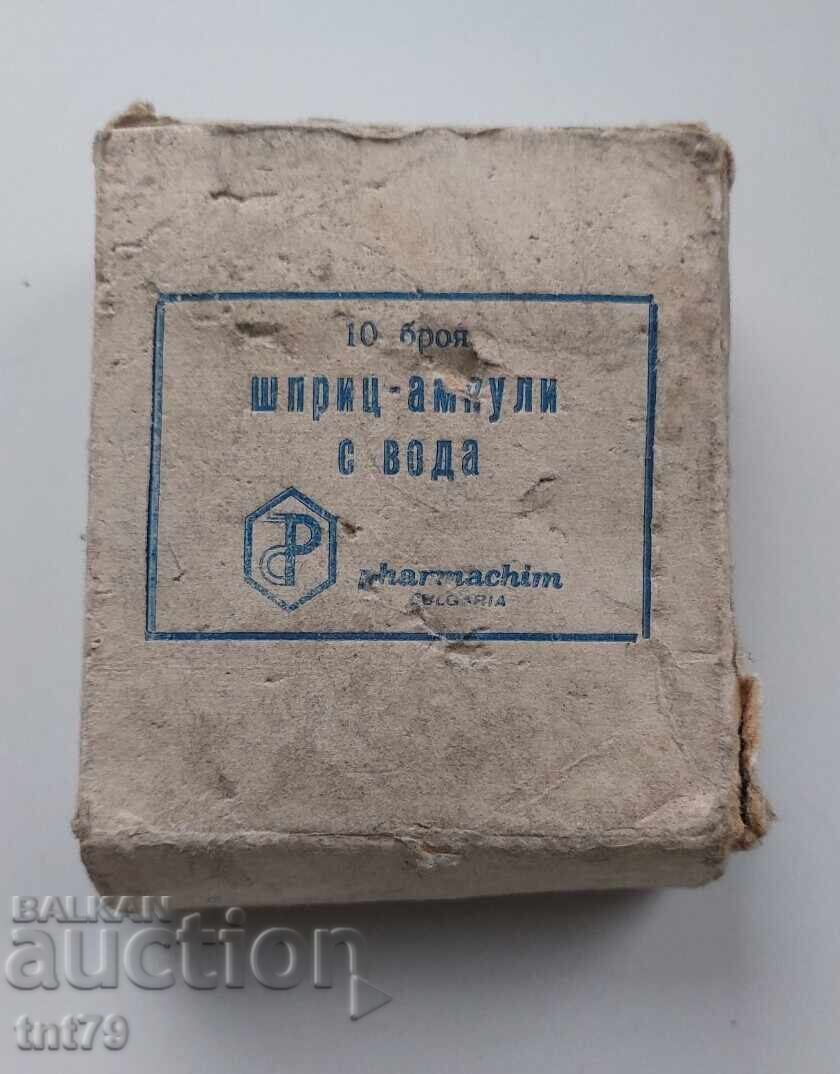 10 броя
шприц-ампули
с вода
pharmachim
BULGARIA
BALKAN
auction
tnt79